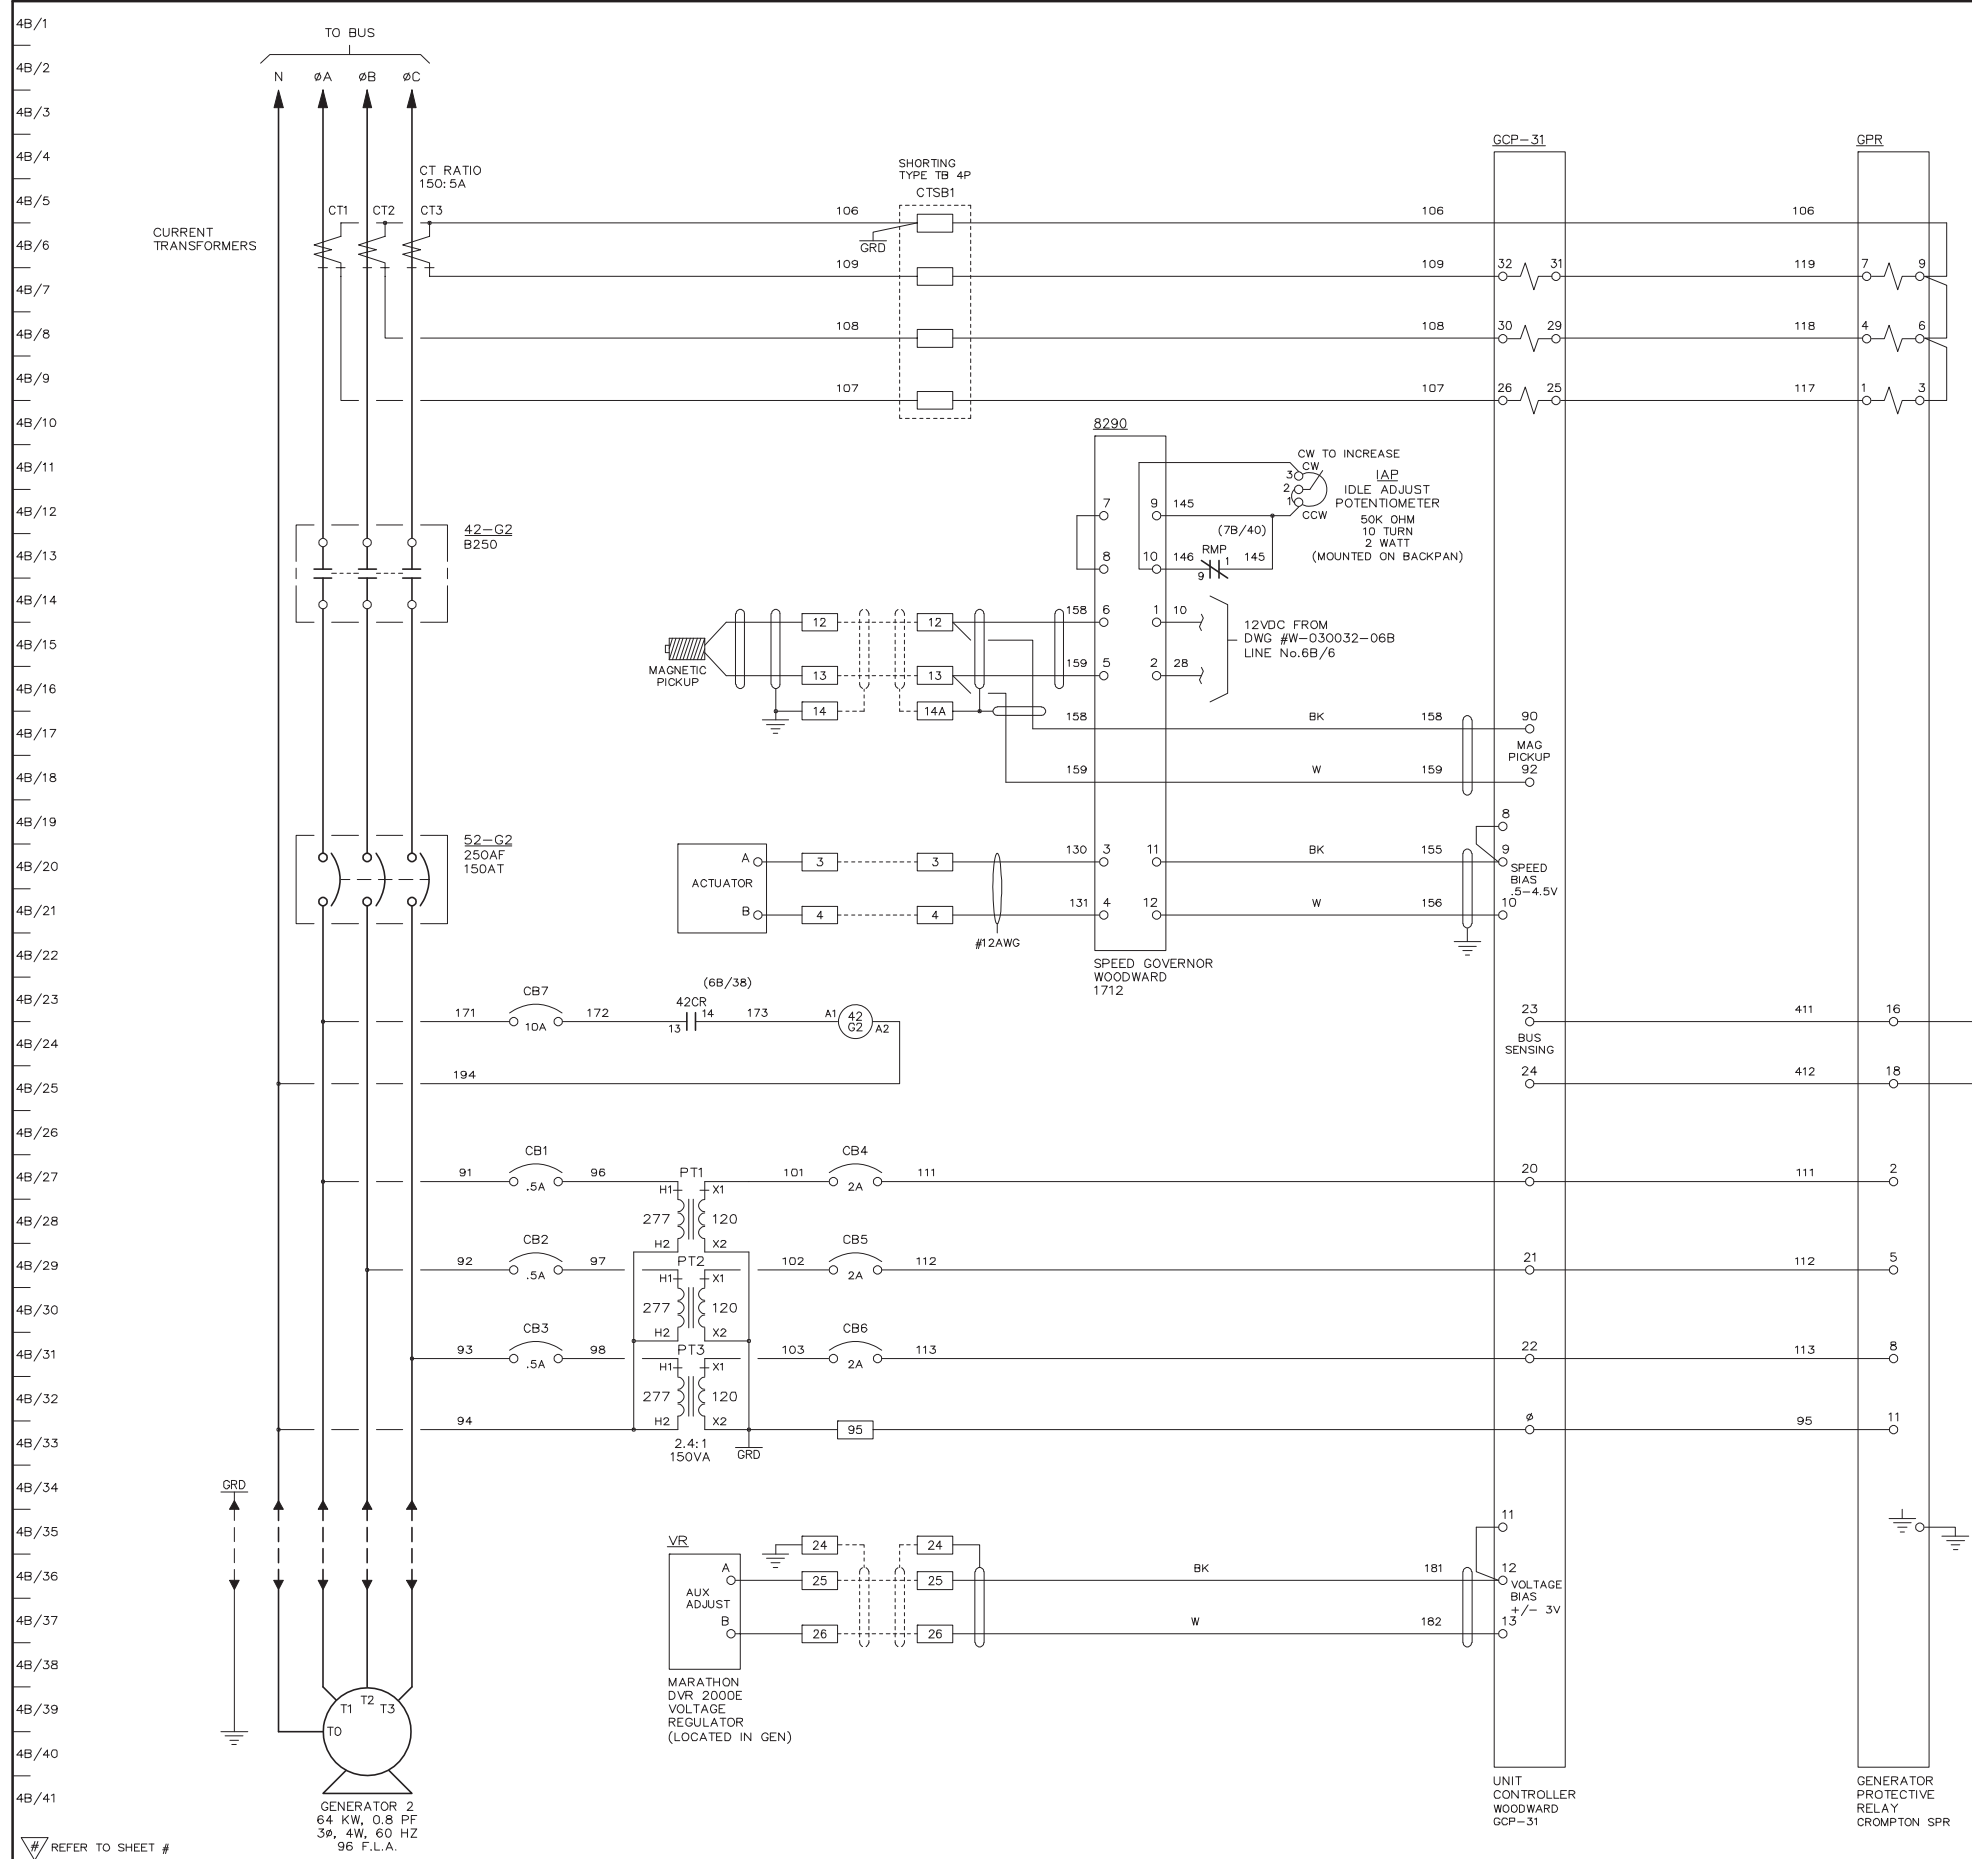 4B/1
TO BUS
4B/2
N øA øB øC
4B/3
GCP-31 GPR
4B/4
CT RATIO
150:5A
SHORTING
TYPE TB 4P
CTSB1
4B/5
CT1 CT2 CT3 106 106 106
CURRENT
TRANSFORMERS
4B/6
GRD
109 109 32 31 119 7 9
4B/7
4B/8
108 108 30 29 118 4 6
4B/9
107 107 26 25 117 1 3
4B/10
8290
4B/11
CW TO INCREASE
CW
3
2
1
CCW
IAP
IDLE ADJUST
POTENTIOMETER
50K OHM
10 TURN
2 WATT
(MOUNTED ON BACKPAN)
4B/12
7 9 145
42-G2
B250
(7B/40)
4B/13
8 10 146 RMP 1 145
9
4B/14
12 12 158 6 1 10
12VDC FROM
DWG #W-030032-06B
LINE No.6B/6
4B/15
MAGNETIC
PICKUP
13 13 159 5 2 28
4B/16
14 14A
158 BK 158 90
4B/17
MAG
PICKUP
4B/18
159 W 159 92
4B/19
8
52-G2
250AF
150AT
4B/20
A 3 3 130 3 11 BK 155 9
ACTUATOR
SPEED
BIAS
.5-4.5V
4B/21
B 4 4 131 4 12 W 156 10
#12AWG
4B/22
SPEED GOVERNOR
WOODWARD
1712
4B/23
CB7 (6B/38)
171 10A 172 42CR 13 14 173 A1 42 G2 A2 23 411 16
4B/24
BUS
SENSING
4B/25
194 24 412 18
4B/26
CB1 CB4
4B/27
91 .5A 96 PT1 101 2A 111 20 111 2
H1 X1
4B/28
277 120
H2 X2
CB2 CB5
4B/29
92 .5A 97 PT2 102 2A 112 21 112 5
H1 X1
4B/30
277 120
H2 X2
CB3 CB6
4B/31
93 .5A 98 PT3 103 2A 113 22 113 8
H1 X1
4B/32
277 120
H2 X2
94 95 ø 95 11
4B/33
2.4:1
150VA
GRD
4B/34
GRD
4B/35
11
VR
24 24
4B/36
A 25 25 BK 181 12
AUX
ADJUST
VOLTAGE
BIAS
+/- 3V
4B/37
B 26 26 W 182 13
4B/38
MARATHON
DVR 2000E
VOLTAGE
REGULATOR
(LOCATED IN GEN)
4B/39
T1 T2 T3
T0
4B/40
4B/41
GENERATOR 2
64 KW, 0.8 PF
3ø, 4W, 60 HZ
96 F.L.A.
UNIT
CONTROLLER
WOODWARD
GCP-31
GENERATOR
PROTECTIVE
RELAY
CROMPTON SPR
# REFER TO SHEET #